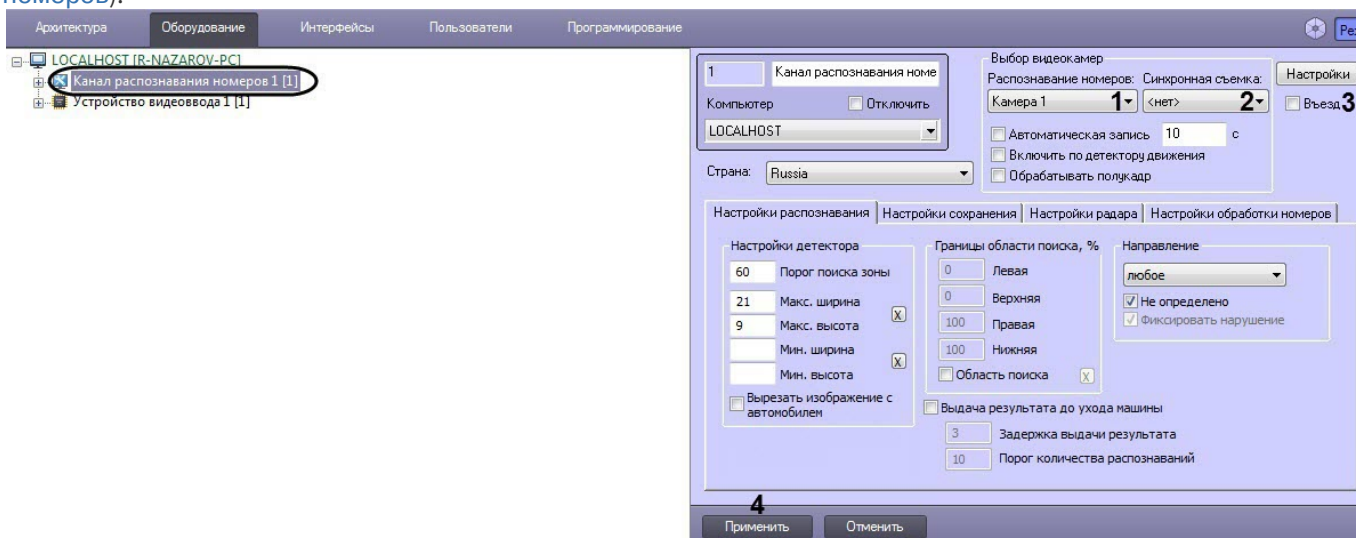 номеров).
Архитектура Оборудование Интерфейсы Пользователи Программирование
LOCALHOST [R-NAZAROV-PC]
Канал распознавания номеров 1 [1]
Устройство видеоввода 1 [1]
1 Канал распознавания номе
Компьютер Отключить
LOCALHOST
Страна: Russia
Выбор видеокамер
Распознавание номеров: Синхронная съемка:
Камера 1 1 <нет> 2
Автоматическая запись 10 с
Включить по детектору движения
Обрабатывать полукадр
Настройки
Въезд 3
Настройки распознавания Настройки сохранения Настройки радара Настройки обработки номеров
Настройки детектора
60 Порог поиска зоны
21 Макс. ширина
9 Макс. высота
X
Мин. ширина
Мин. высота
X
Вырезать изображение с
автомобилем
Границы области поиска, %
0 Левая
0 Верхняя
100 Правая
100 Нижняя
Область поиска X
Направление
любое
Не определено
Фиксировать нарушение
Выдача результата до ухода машины
3 Задержка выдачи результата
10 Порог количества распознаваний
4
Применить Отменить